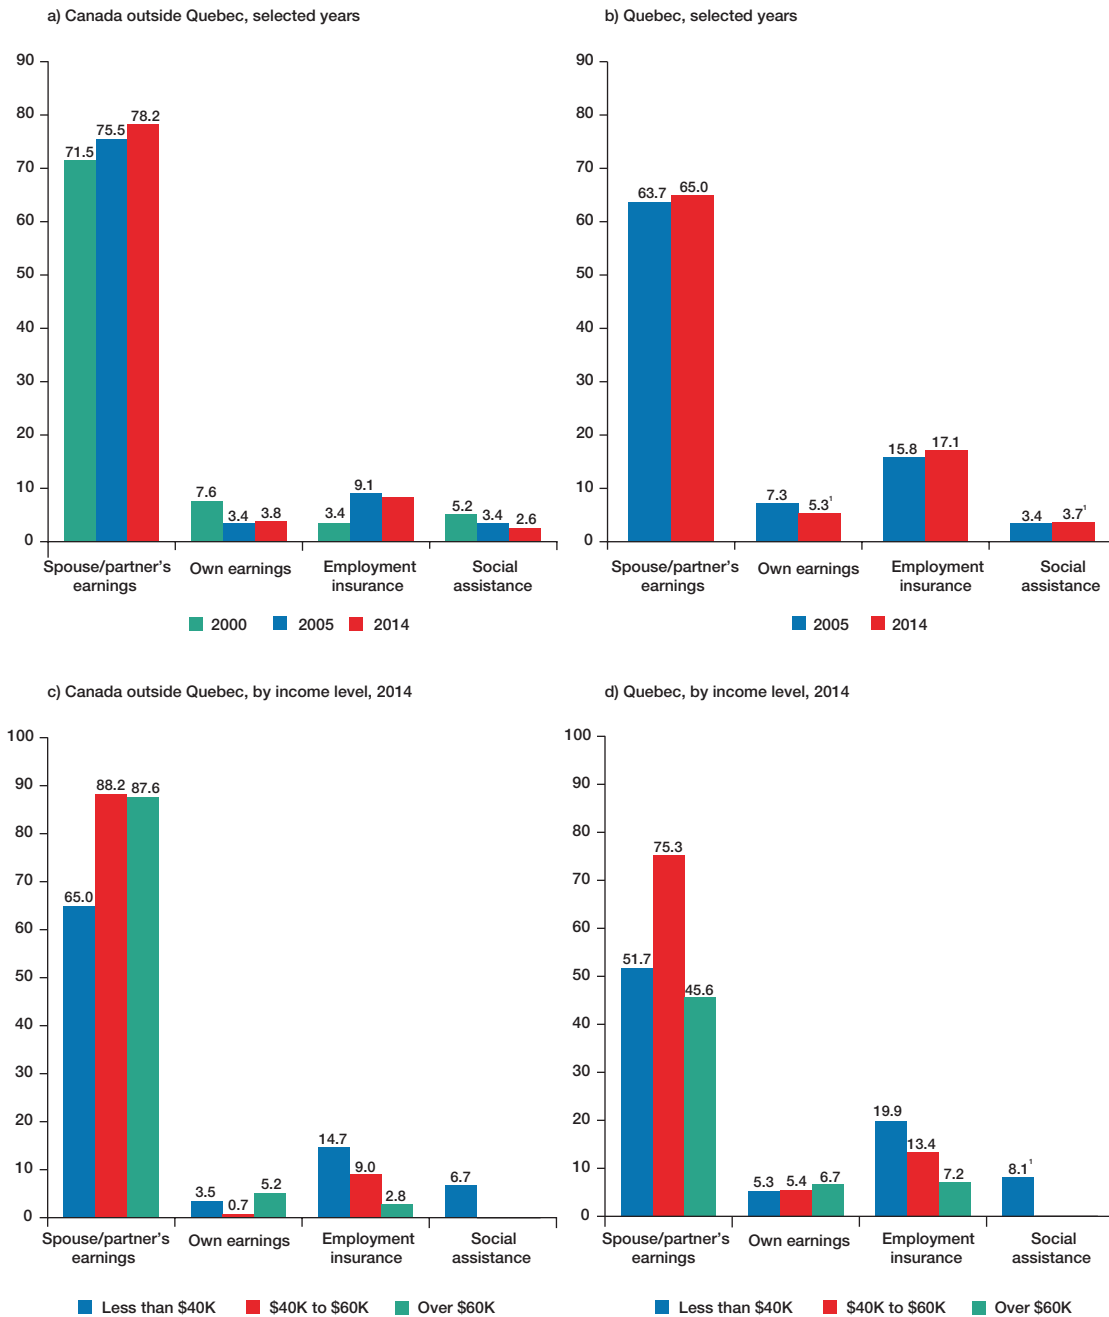 a) Canada outside Quebec, selected years
90
80
70
60
50
40
30
20
10
0
71.5
75.5
78.2
7.6
3.4
3.8
3.4
9.1
5.2
3.4
2.6
Spouse/partner's
earnings
Own earnings
Employment
insurance
Social
assistance
2000
2005
2014
b) Quebec, selected years
90
80
70
60
50
40
30
20
10
0
63.7
65.0
7.3
5.3¹
15.8
17.1
3.4
3.7¹
Spouse/partner's
earnings
Own earnings
Employment
insurance
Social
assistance
2005
2014
c) Canada outside Quebec, by income level, 2014
100
90
80
70
60
50
40
30
20
10
0
65.0
88.2
87.6
3.5
0.7
5.2
14.7
9.0
2.8
6.7
Spouse/partner's
earnings
Own earnings
Employment
insurance
Social
assistance
Less than $40K
$40K to $60K
Over $60K
d) Quebec, by income level, 2014
100
90
80
70
60
50
40
30
20
10
0
51.7
75.3
45.6
5.3
5.4
6.7
19.9
13.4
7.2
8.1¹
Spouse/partner's
earnings
Own earnings
Employment
insurance
Social
assistance
Less than $40K
$40K to $60K
Over $60K